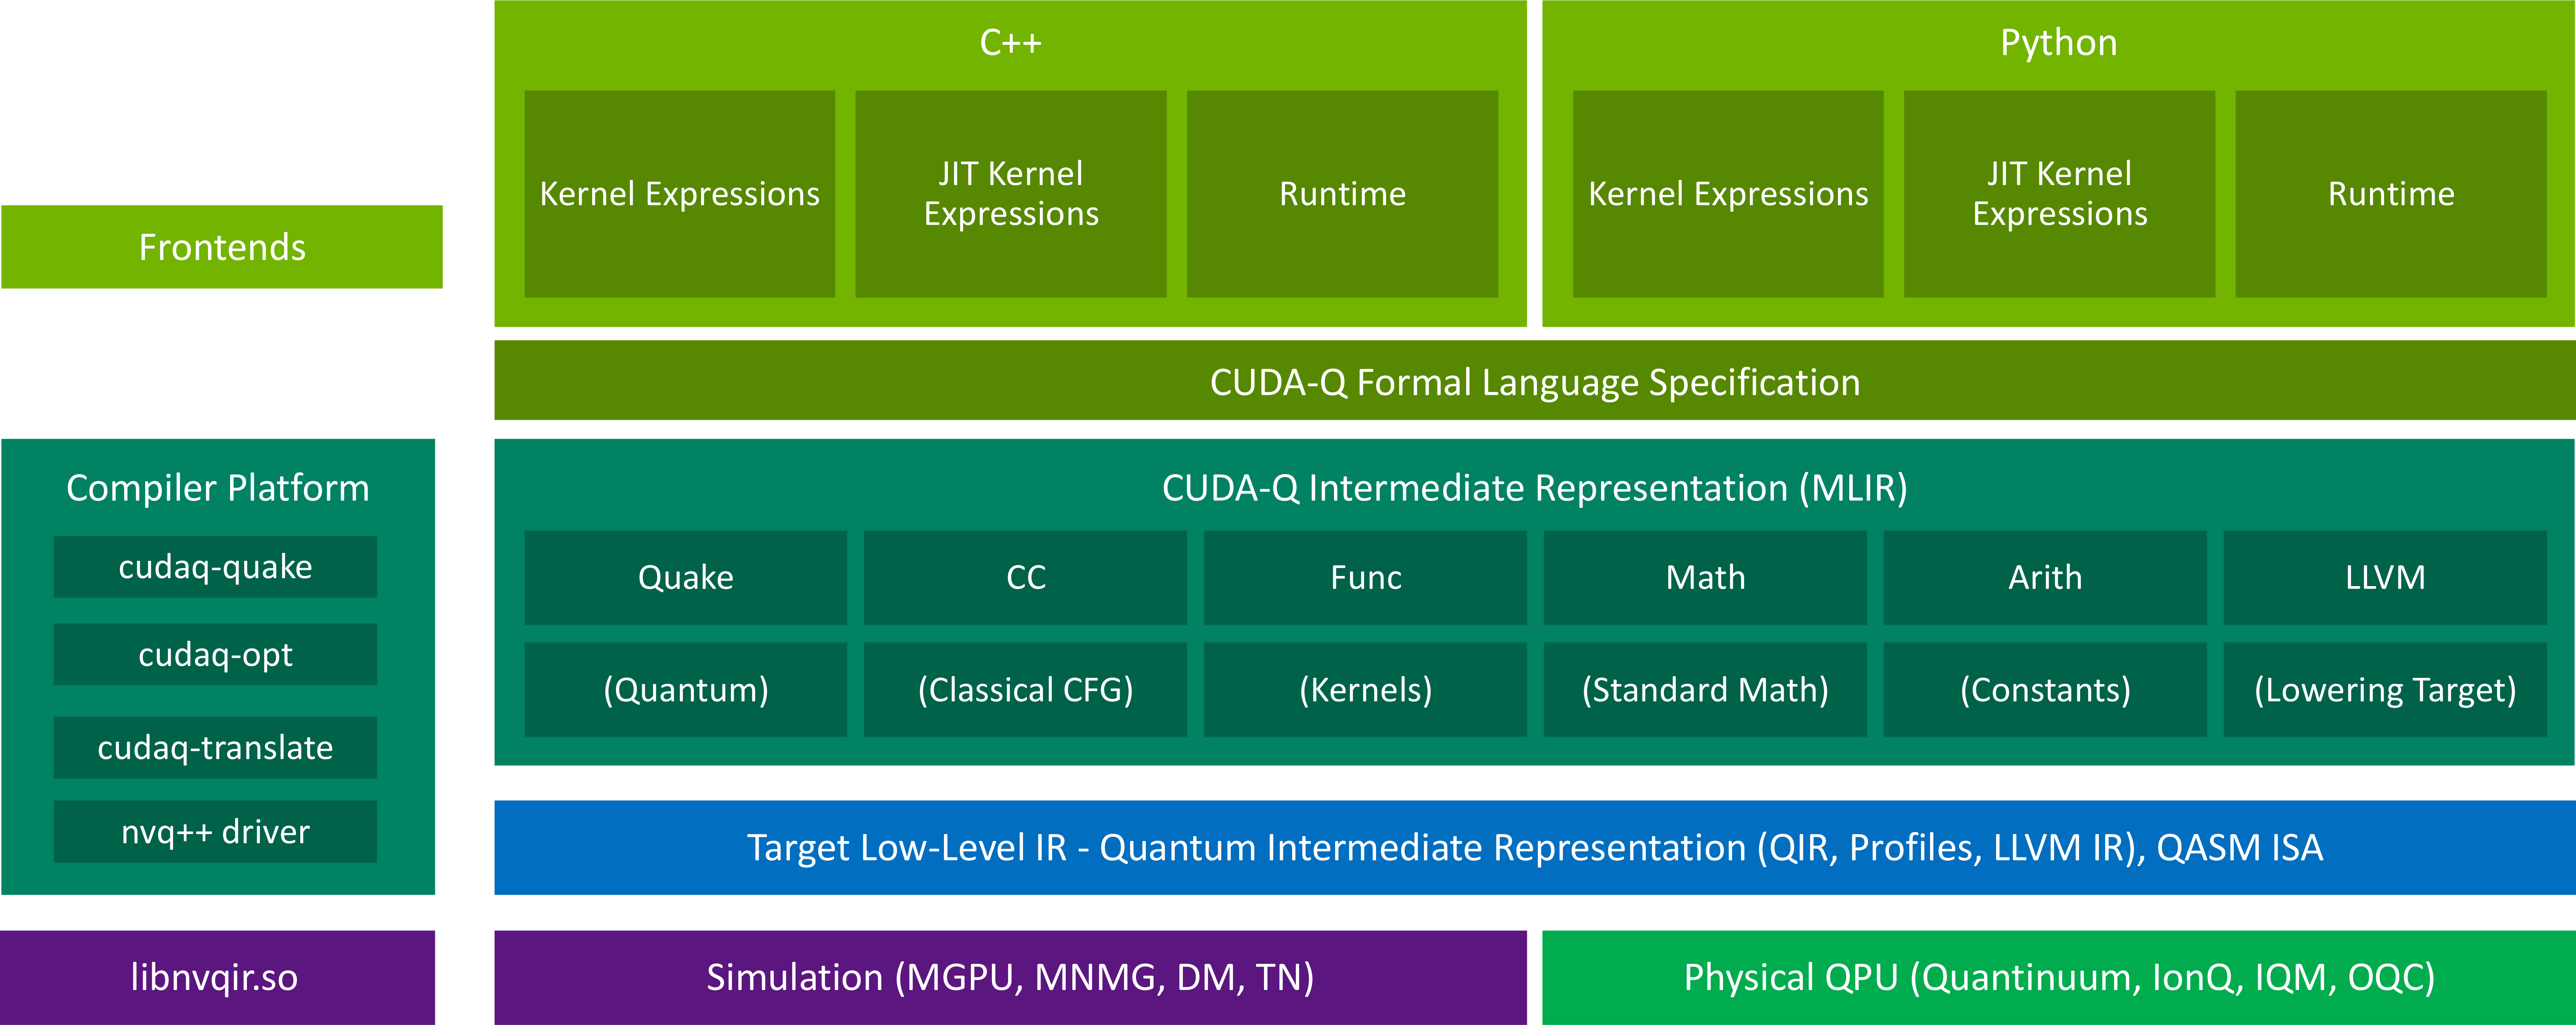 C++
Python
Kernel Expressions
JIT Kernel
Expressions
Runtime
Kernel Expressions
JIT Kernel
Expressions
Runtime
Frontends
CUDA-Q Formal Language Specification
Compiler Platform
cudaq-quake
cudaq-opt
cudaq-translate
nvq++ driver
CUDA-Q Intermediate Representation (MLIR)
Quake
CC
Func
Math
Arith
LLVM
(Quantum)
(Classical CFG)
(Kernels)
(Standard Math)
(Constants)
(Lowering Target)
Target Low-Level IR - Quantum Intermediate Representation (QIR, Profiles, LLVM IR), QASM ISA
libnvqir.so
Simulation (MGPU, MNMG, DM, TN)
Physical QPU (Quantinuum, IonQ, IQM, OQC)